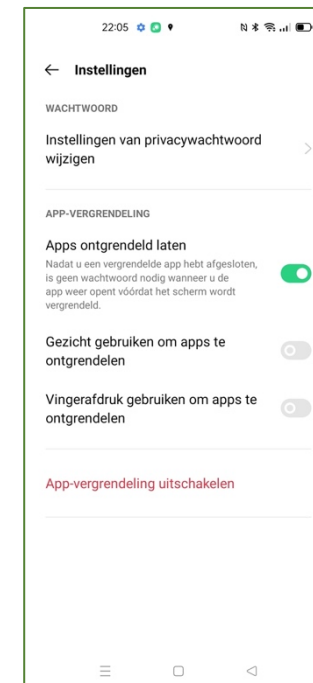 22:05
Instellingen
WACHTWOORD
Instellingen van privacywachtwoord
wijzigen
APP-VERGRENDELING
Apps ontgrendeld laten
Nadat u een vergrendelde app hebt afgesloten,
is geen wachtwoord nodig wanneer u de
app weer opent vóórdat het scherm wordt
vergrendeld.
Gezicht gebruiken om apps te
ontgrendelen
Vingerafdruk gebruiken om apps te
ontgrendelen
App-vergrendeling uitschakelen